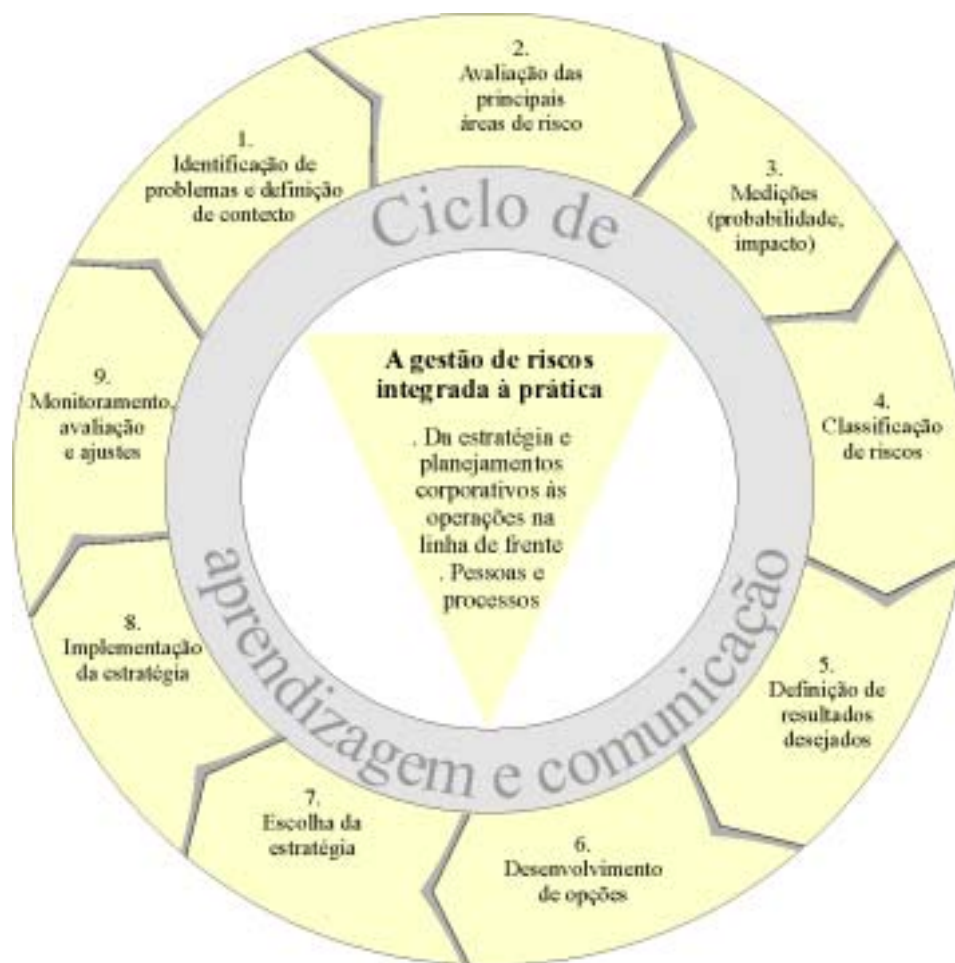 1.
Identificação de
problemas e definição
de contexto
2.
Avaliação das
principais
áreas de risco
3.
Medições
(probabilidade,
impacto)
4.
Classificação
de riscos
5.
Definição de
resultados
desejados
6.
Desenvolvimento
de opções
7.
Escolha da
estratégia
8.
Implementação
da estratégia
9.
Monitoramento,
avaliação
e ajustes
Ciclo de
aprendizagem e comunicação
A gestão de riscos
integrada à prática
. Da estratégia e
planejamentos
corporativos às
operações na
linha de frente
. Pessoas e
processos